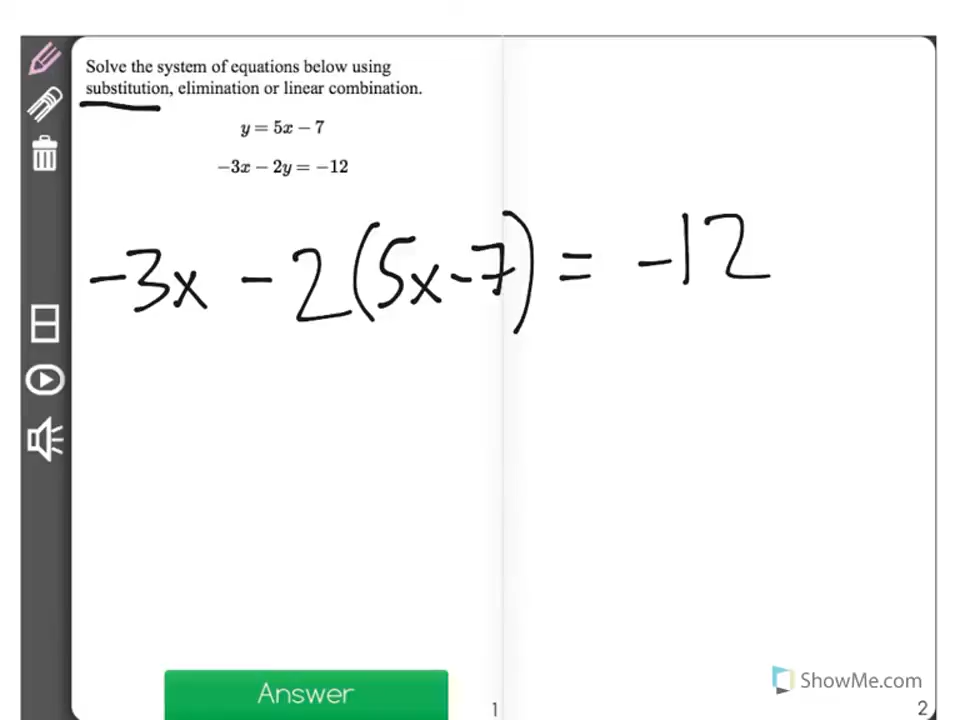 Solve the system of equations below using
substitution, elimination or linear combination.
y = 5x − 7
−3x − 2y = −12
-3x - 2(5x-7) = -12
Answer
1
ShowMe.com
2